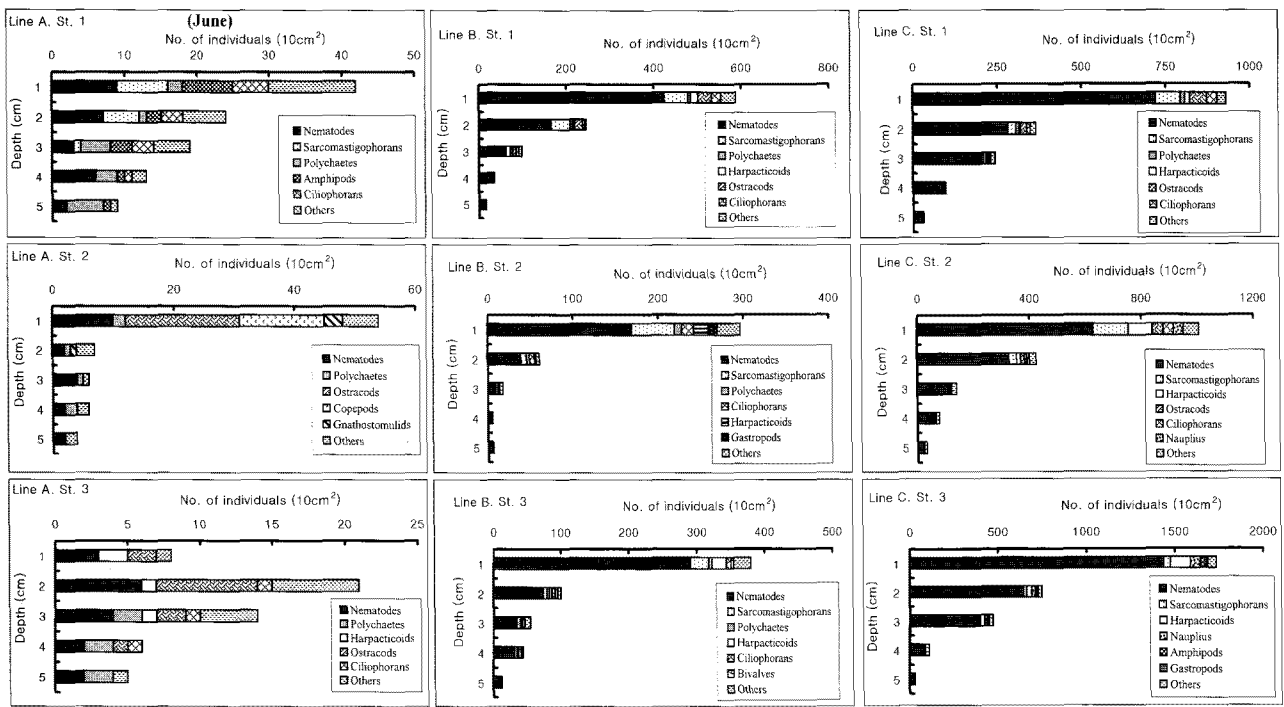 Line A. St. 1
(June)
No. of individuals (10cm²)
0 10 20 30 40 50
Depth (cm)
1
2
3
4
5
Nematodes
Sarcomastigophorans
Polychaetes
Amphipods
Ciliophorans
Others
Line B. St. 1
No. of individuals (10cm²)
0 200 400 600 800
Depth (cm)
1
2
3
4
5
Nematodes
Sarcomastigophorans
Polychaetes
Harpacticoids
Ostracods
Ciliophorans
Others
Line C. St. 1
No. of individuals (10cm²)
0 250 500 750 1000
Depth (cm)
1
2
3
4
5
Nematodes
Sarcomastigophorans
Polychaetes
Harpacticoids
Ostracods
Ciliophorans
Others
Line A. St. 2
No. of individuals (10cm²)
0 20 40 60
Depth (cm)
1
2
3
4
5
Nematodes
Polychaetes
Ostracods
Copepods
Gnathostomulids
Others
Line B. St. 2
No. of individuals (10cm²)
0 100 200 300 400
Depth (cm)
1
2
3
4
5
Nematodes
Sarcomastigophorans
Polychaetes
Ciliophorans
Harpacticoids
Gastropods
Others
Line C. St. 2
No. of individuals (10cm²)
0 400 800 1200
Depth (cm)
1
2
3
4
5
Nematodes
Sarcomastigophorans
Harpacticoids
Ostracods
Ciliophorans
Nauplius
Others
Line A. St. 3
No. of individuals (10cm²)
0 5 10 15 20 25
Depth (cm)
1
2
3
4
5
Nematodes
Polychaetes
Harpacticoids
Ostracods
Ciliophorans
Others
Line B. St. 3
No. of individuals (10cm²)
0 100 200 300 400 500
Depth (cm)
1
2
3
4
5
Nematodes
Sarcomastigophorans
Polychaetes
Harpacticoids
Ciliophorans
Bivalves
Others
Line C. St. 3
No. of individuals (10cm²)
0 500 1000 1500 2000
Depth (cm)
1
2
3
4
5
Nematodes
Sarcomastigophorans
Harpacticoids
Nauplius
Amphipods
Gastropods
Others